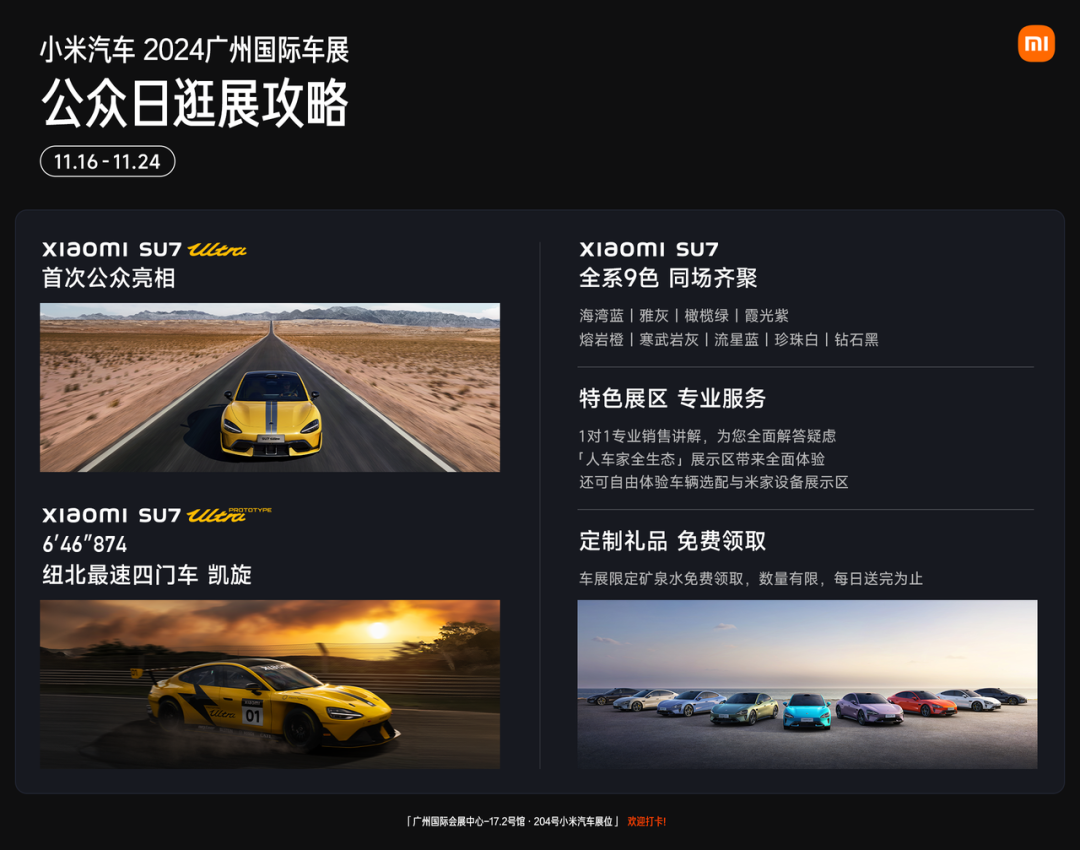 小米汽车 2024广州国际车展
公众日逛展攻略
11.16-11.24
mi
XIAOMI SU7 Ultra
首次公众亮相
XIAOMI SU7 Ultra PROTOTYPE
6′46″874
纽北最速四门车 凯旋
XIAOMI
Ultra
01
XIAOMI SU7
全系9色 同场齐聚
海湾蓝 | 雅灰 | 橄榄绿 | 霞光紫
熔岩橙 | 寒武岩灰 | 流星蓝 | 珍珠白 | 钻石黑
特色展区 专业服务
1对1专业销售讲解，为您全面解答疑虑
「人车家全生态」展示区带来全面体验
还可自由体验车辆选配与米家设备展示区
定制礼品 免费领取
车展限定矿泉水免费领取，数量有限，每日送完为止
「广州国际会展中心-17.2号馆 · 204号小米汽车展位」 欢迎打卡!